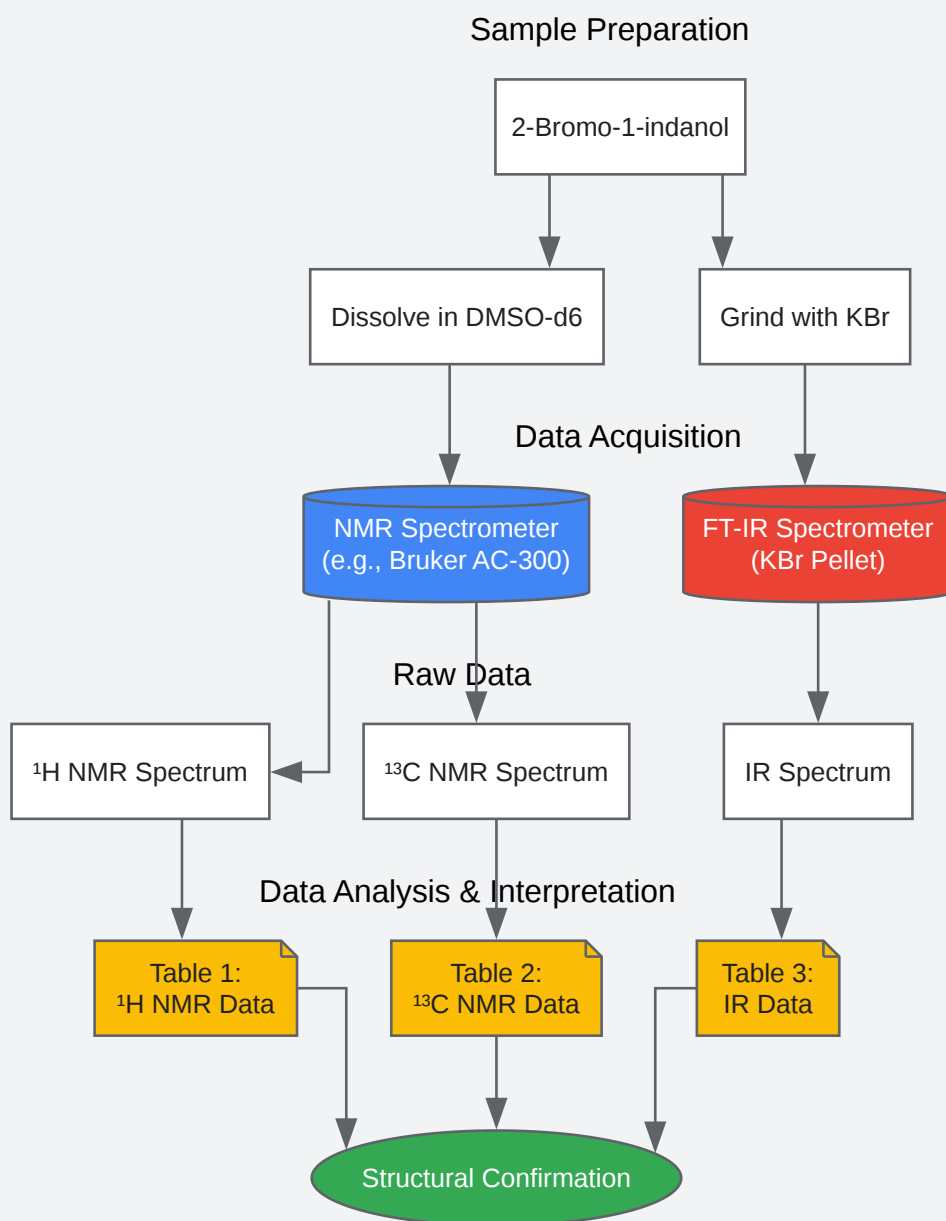 Sample Preparation
2-Bromo-1-indanol
Dissolve in DMSO-d6
Grind with KBr
Data Acquisition
NMR Spectrometer
(e.g., Bruker AC-300)
FT-IR Spectrometer
(KBr Pellet)
Raw Data
¹H NMR Spectrum
¹³C NMR Spectrum
IR Spectrum
Data Analysis & Interpretation
Table 1:
¹H NMR Data
Table 2:
¹³C NMR Data
Table 3:
IR Data
Structural Confirmation